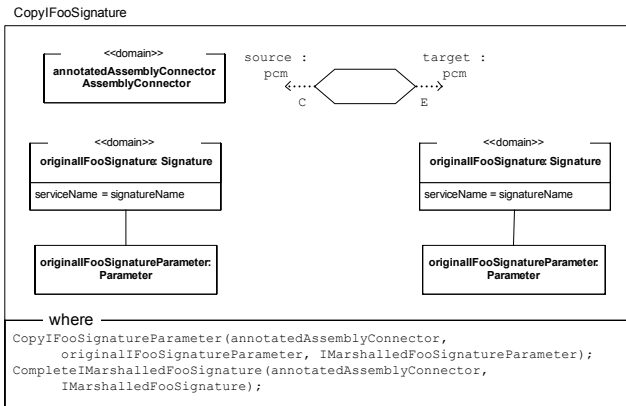 CopyIFooSignature
<<domain>>
annotatedAssemblyConnector
AssemblyConnector
source :
pcm
target :
pcm
C
E
<<domain>>
originalIFooSignature: Signature
serviceName = signatureName
originalIFooSignatureParameter:
Parameter
<<domain>>
originalIFooSignature: Signature
serviceName = signatureName
originalIFooSignatureParameter:
Parameter
where
CopyIFooSignatureParameter(annotatedAssemblyConnector,
originalIFooSignatureParameter, IMarshalledFooSignatureParameter);
CompleteIMarshalledFooSignature(annotatedAssemblyConnector,
IMarshalledFooSignature);